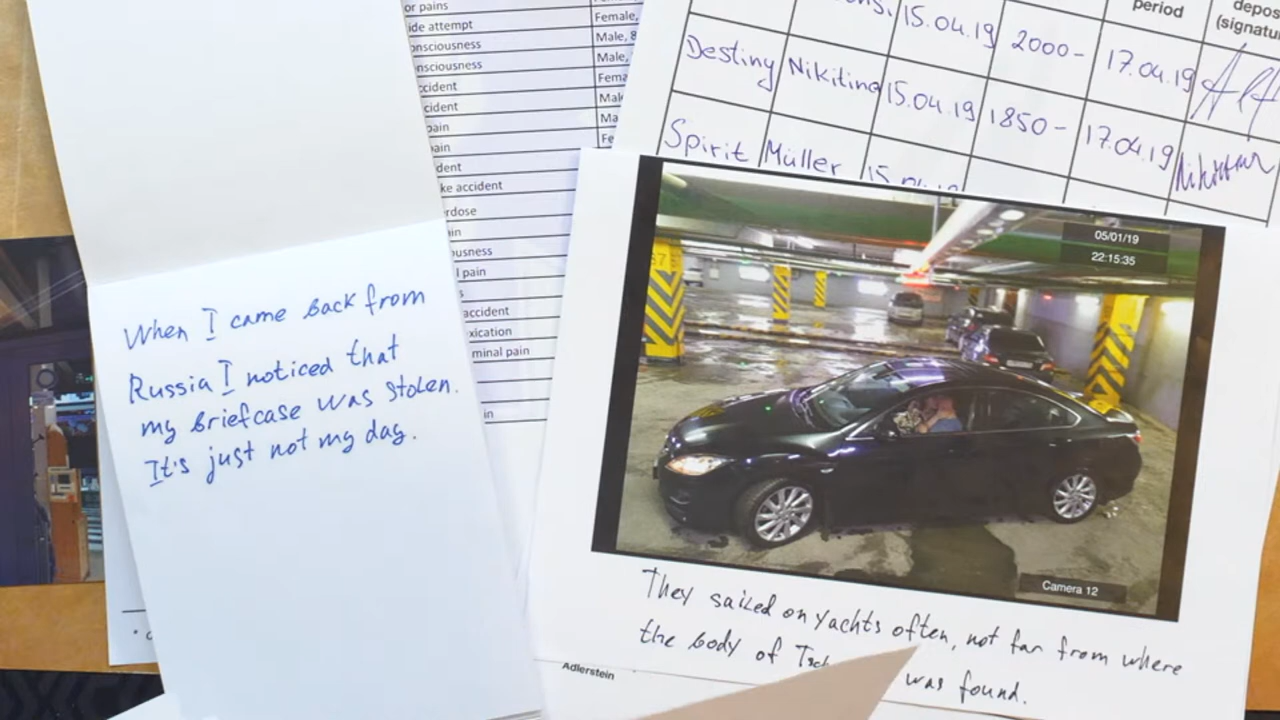 or pains
ide attempt
onsciousness
nsciousness
ccident
cident
pain
ain
dent
ke accident
rdose
in
ousness
l pain
s
accident
xication
minal pain
in
Female,
Male, 8
Male,
Fema
Mal
Ma
Fe
period
depos
(signatu
15.04.19 2000- 17.04.19
Destiny Nikitina 15.04.19 1850- 17.04.19
Spirit Müller
When I came back from
Russia I noticed that
my briefcase was stolen.
It's just not my day.
87
05/01/19
22:15:35
Camera 12
They sailed on yachts often, not far from where
the body of was found.
Adlerstein